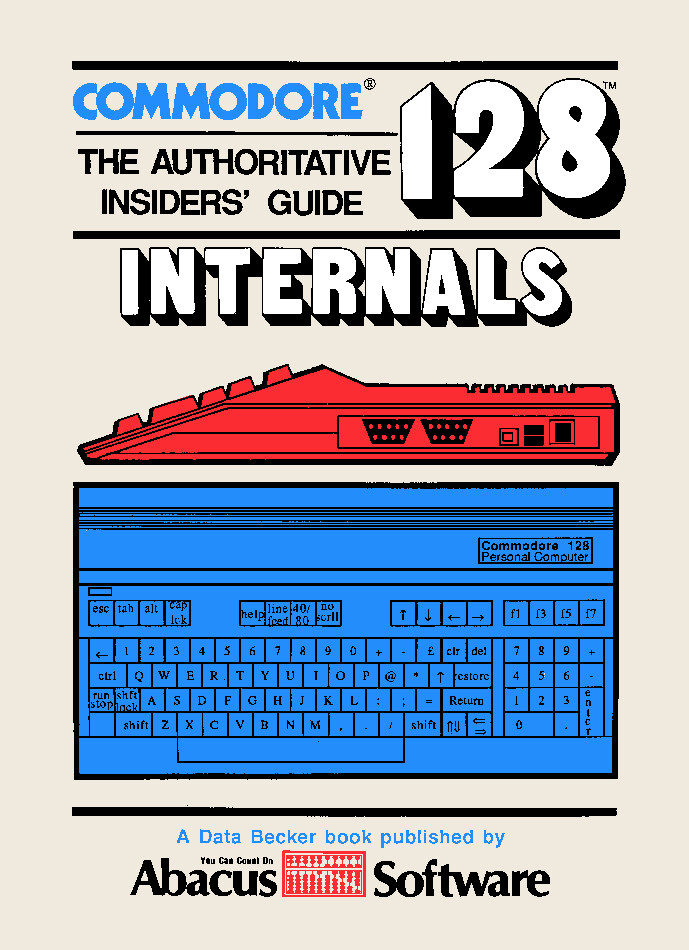 COMMODORE®
128™
THE AUTHORITATIVE
INSIDERS' GUIDE
INTERNALS
Commodore 128
Personal Computer
esc tab alt cap lck help line feed 40/80 no scrll ↑ ↓ ← → f1 f3 f5 f7
← 1 2 3 4 5 6 7 8 9 0 + - £ clr del 7 8 9 +
ctrl Q W E R T Y U I O P @ * ↑ restore 4 5 6 -
run stop shft lock A S D F G H J K L : ; = Return 1 2 3 enter
shift Z X C V B N M , . / shift ⇑⇓ ⇐⇒ 0 .
A Data Becker book published by
You Can Count On
Abacus Software